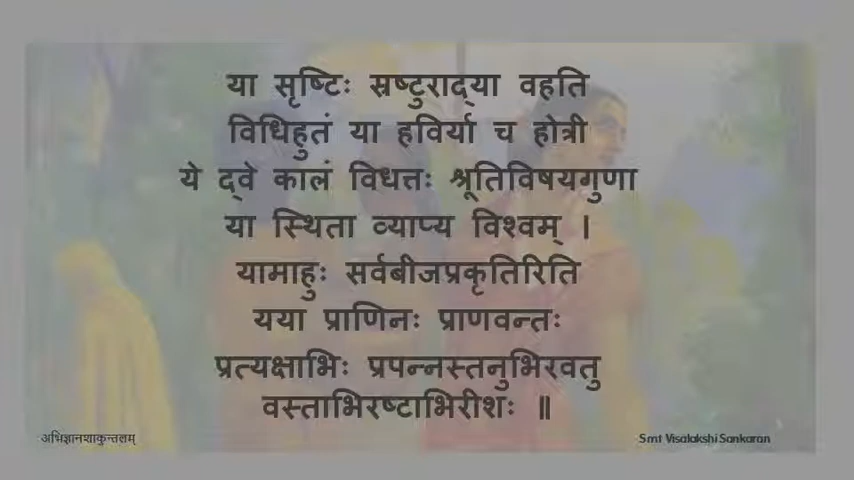 या सृष्टिः स्रष्टुराद्या वहति
विधिहुतं या हविर्या च होत्री
ये द्वे कालं विधत्तः श्रूतिविषयगुणा
या स्थिता व्याप्य विश्वम् ।
यामाहुः सर्वबीजप्रकृतिरिति
यया प्राणिनः प्राणवन्तः
प्रत्यक्षाभिः प्रपन्नस्तनुभिरवतु
वस्ताभिरष्टाभिरीशः ॥
अभिज्ञानशाकुन्तलम्
Smt Visalakshi Sankaran